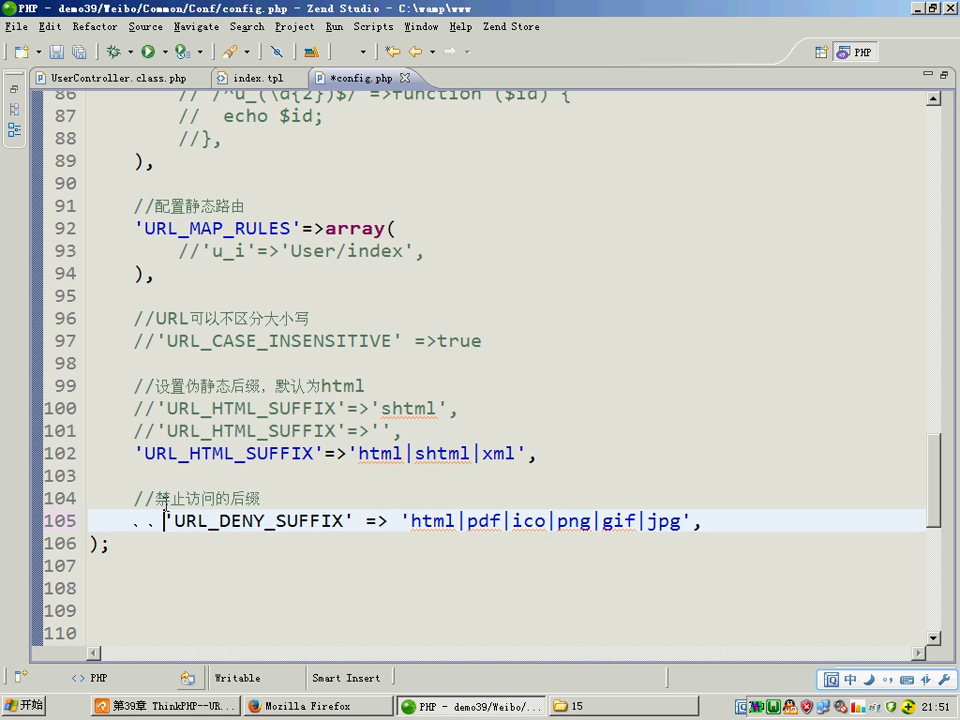 PHP - demo39/Weibo/Common/Conf/config.php - Zend Studio - C:\wamp\www
File Edit Refactor Source Navigate Search Project Run Scripts Window Help Zend Store
PHP
UserController.class.php index.tpl *config.php
86 // '/^u_(\d{2})$/'=>function ($id) {
87 // echo $id;
88 //},
89 ),
90
91 //配置静态路由
92 'URL_MAP_RULES'=>array(
93 //'u_i'=>'User/index',
94 ),
95
96 //URL可以不区分大小写
97 //'URL_CASE_INSENSITIVE' =>true
98
99 //设置伪静态后缀，默认为html
100 //'URL_HTML_SUFFIX'=>'shtml',
101 //'URL_HTML_SUFFIX'=>'',
102 'URL_HTML_SUFFIX'=>'html|shtml|xml',
103
104 //禁止访问的后缀
105 、、'URL_DENY_SUFFIX' => 'html|pdf|ico|png|gif|jpg',
106 );
107
108
109
110
<> PHP Writable Smart Insert
中
开始 第39章 ThinkPHP--UR... Mozilla Firefox PHP - demo39/Weibo/... 15 21:51